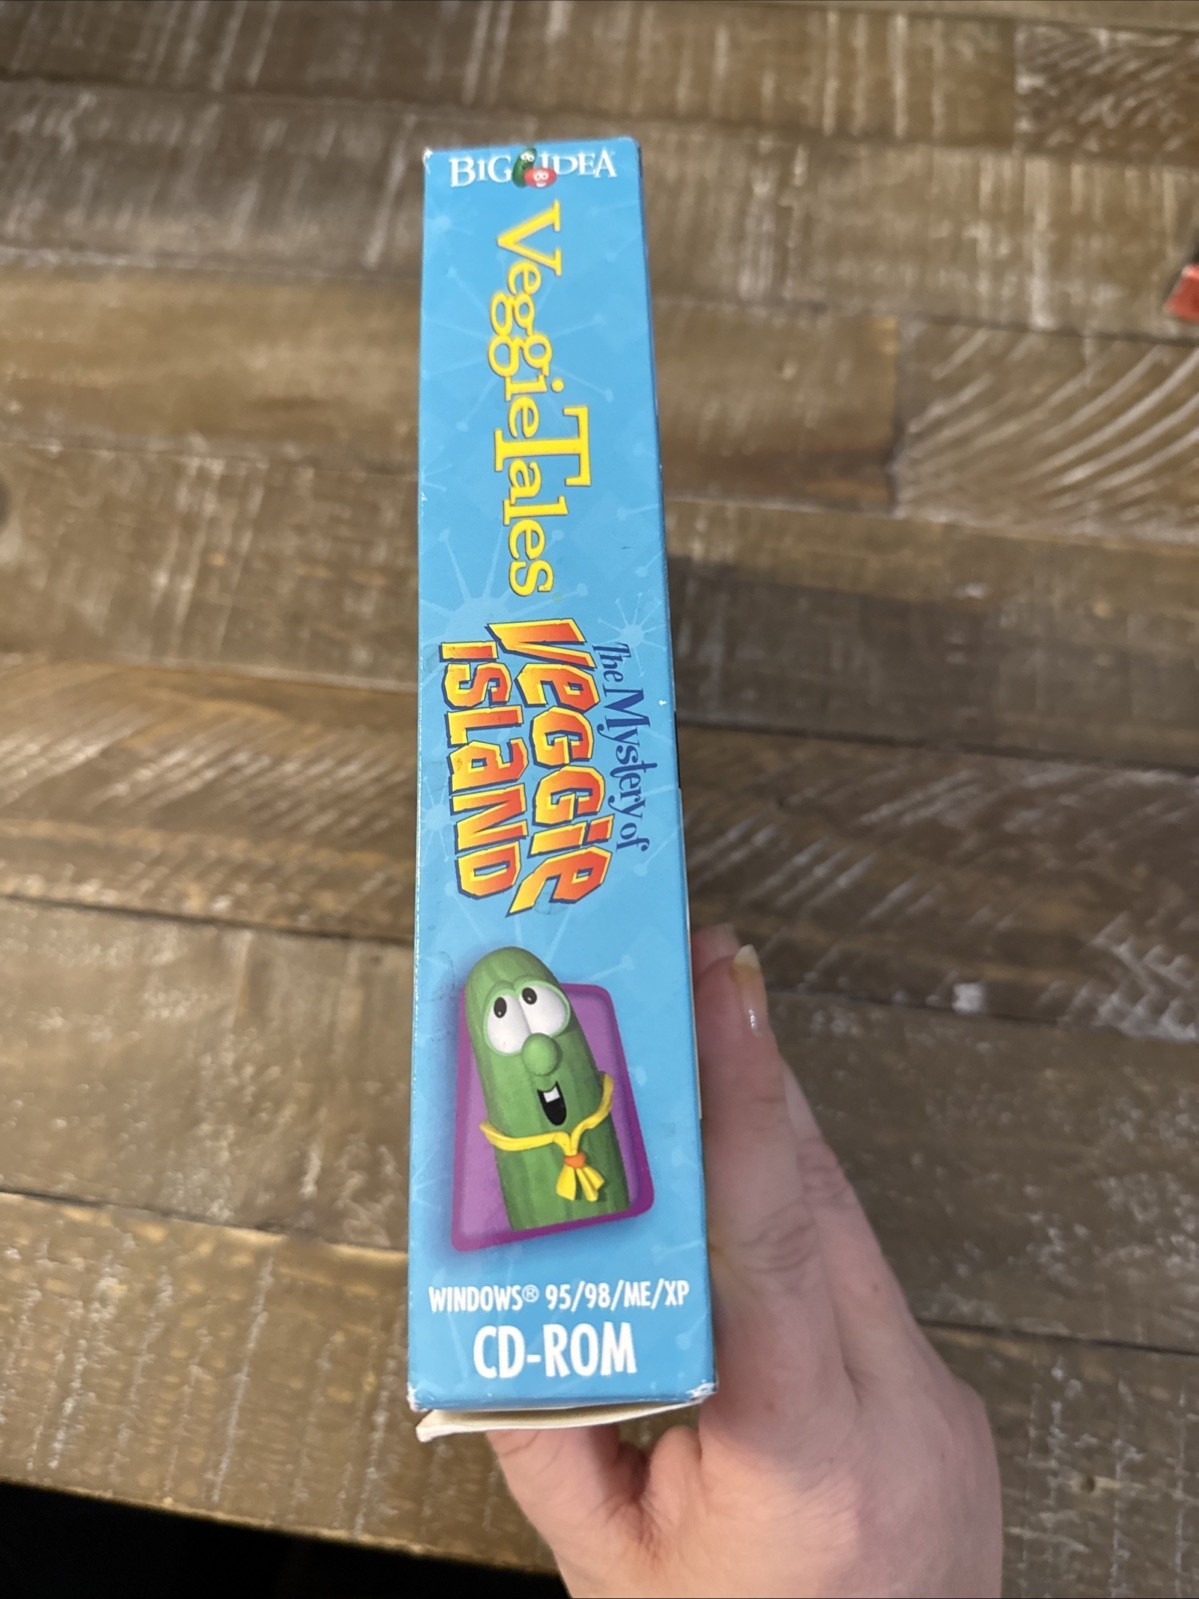 BIG IDEA
VeggieTales
The Mystery of
VeGGie
iSLaND
WINDOWS® 95/98/ME/XP
CD-ROM